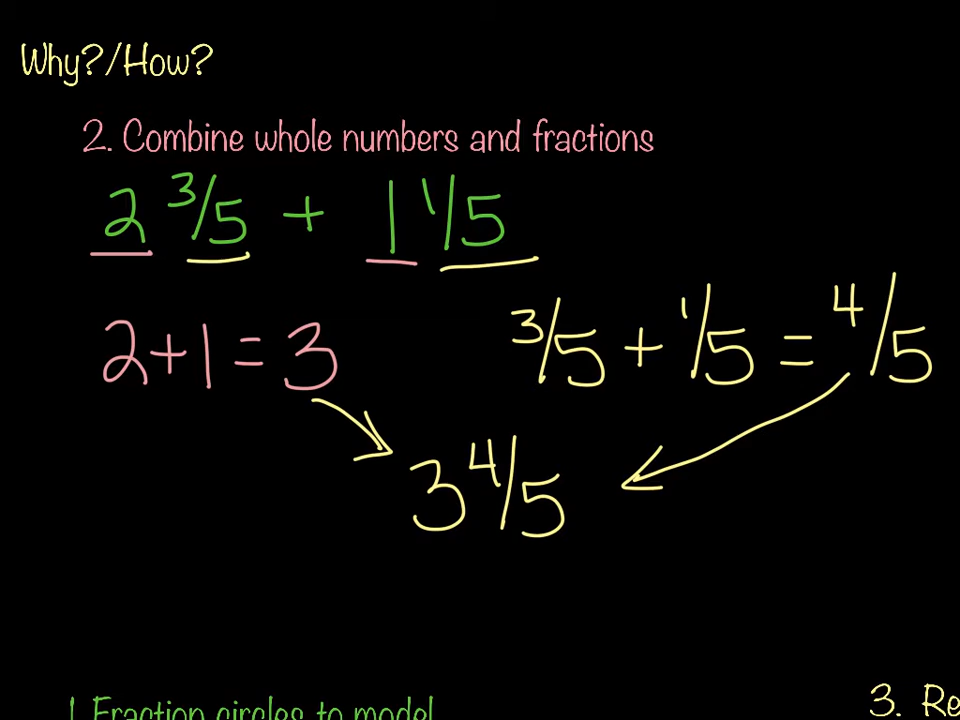 Why?/How?
2. Combine whole numbers and fractions
2 3/5 + 1 1/5
2+1=3
3/5 + 1/5 = 4/5
3 4/5
1. Fraction circles to model
3. Re